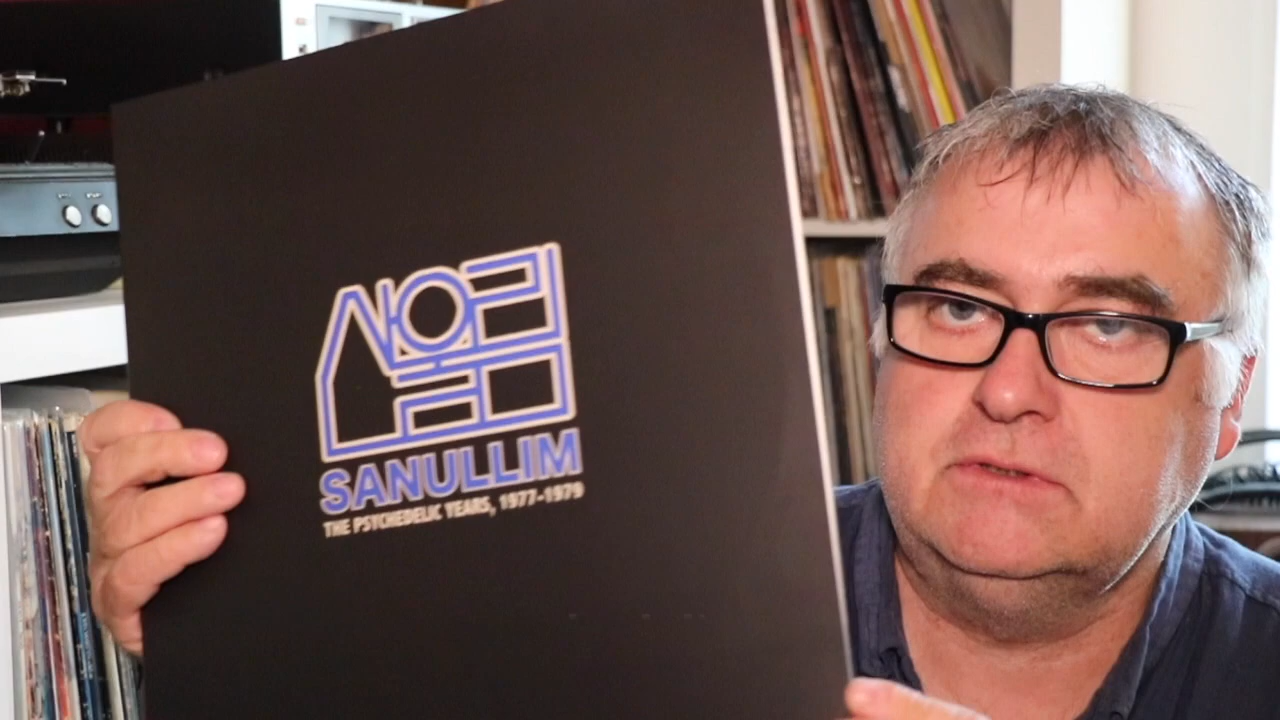 산울림
SANULLIM
THE PSYCHEDELIC YEARS, 1977-1979